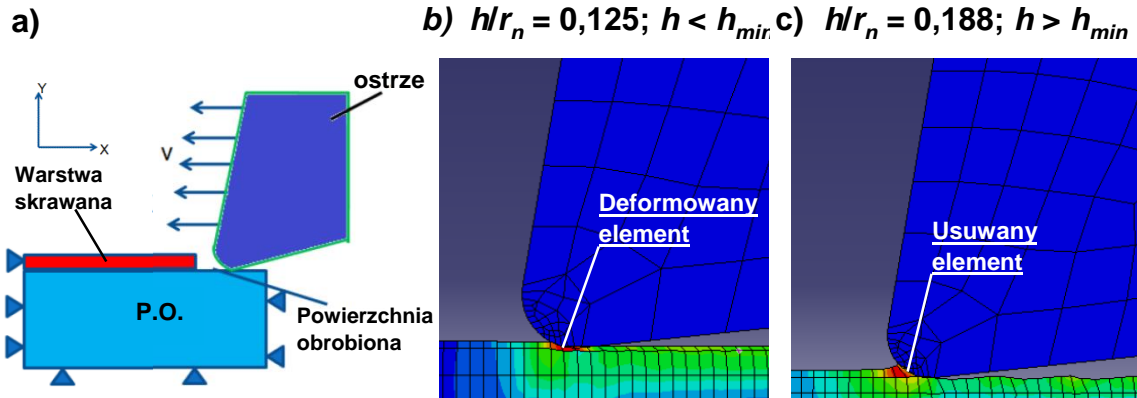 a)
b) h/rₙ = 0,125; h < hₘᵢₙ
c) h/rₙ = 0,188; h > hₘᵢₙ
Y
X
V
ostrze
Warstwa
skrawana
P.O.
Powierzchnia
obrobiona
Deformowany
element
Usuwany
element